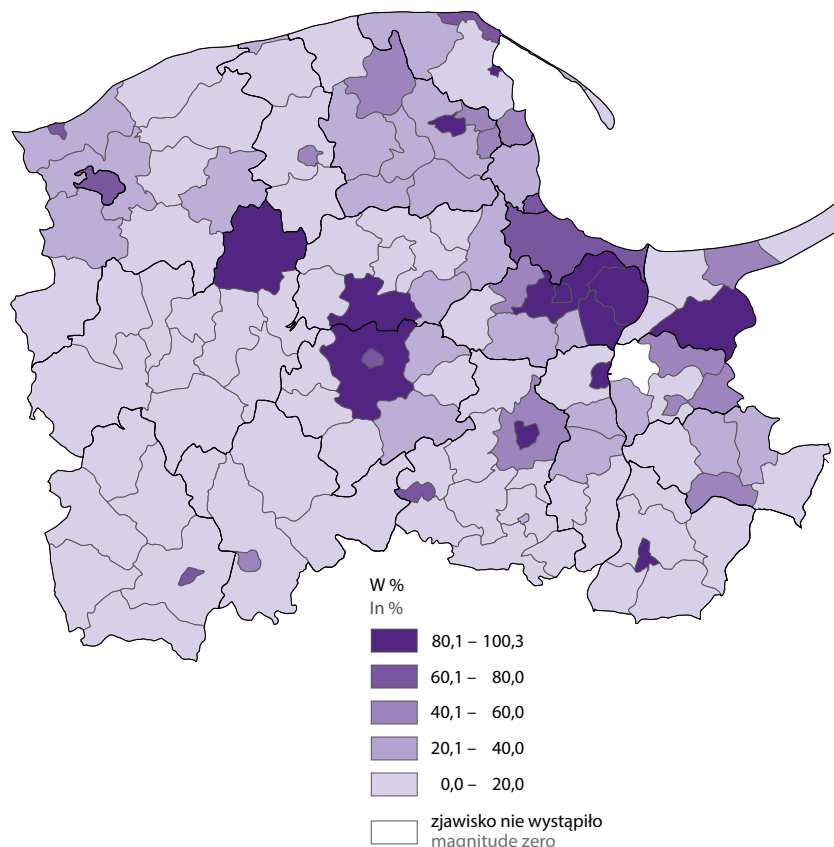 W %
In %
80,1 – 100,3
60,1 – 80,0
40,1 – 60,0
20,1 – 40,0
0,0 – 20,0
zjawisko nie wystąpiło
magnitude zero